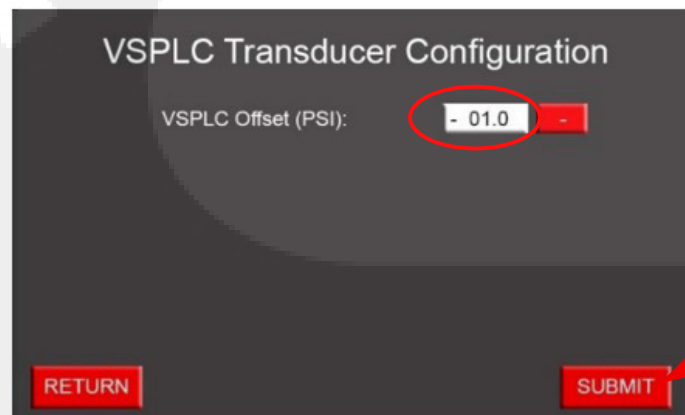 VSPLC Transducer Configuration
VSPLC Offset (PSI): - 01.0 -
RETURN SUBMIT